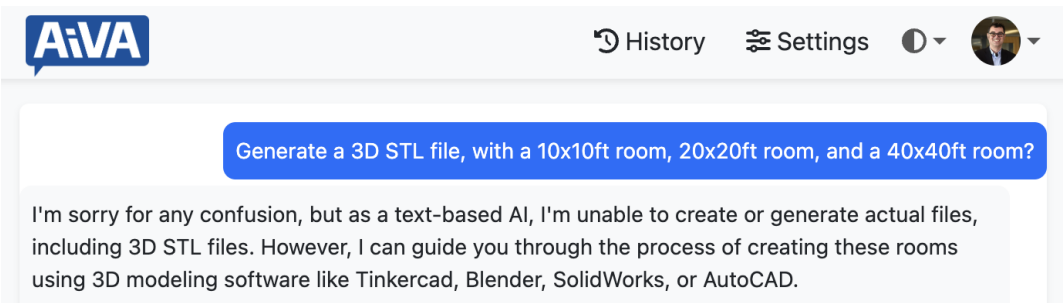 AiVA
History
Settings
Generate a 3D STL file, with a 10x10ft room, 20x20ft room, and a 40x40ft room?
I'm sorry for any confusion, but as a text-based AI, I'm unable to create or generate actual files,
including 3D STL files. However, I can guide you through the process of creating these rooms
using 3D modeling software like Tinkercad, Blender, SolidWorks, or AutoCAD.